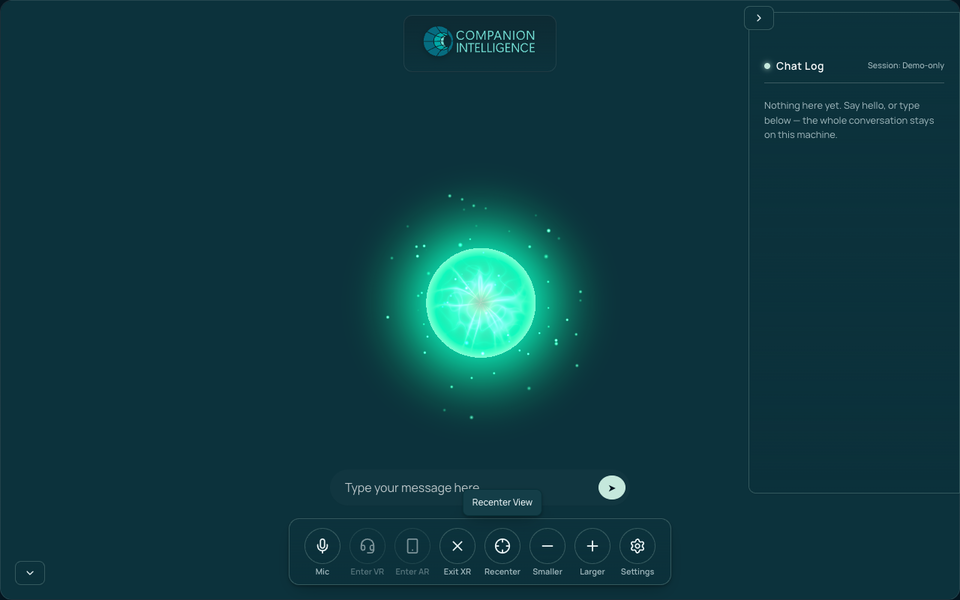 COMPANION
INTELLIGENCE
Chat Log
Session: Demo-only
Nothing here yet. Say hello, or type
below — the whole conversation stays
on this machine.
Type your message here
Recenter View
Mic
Enter VR
Enter AR
Exit XR
Recenter
Smaller
Larger
Settings